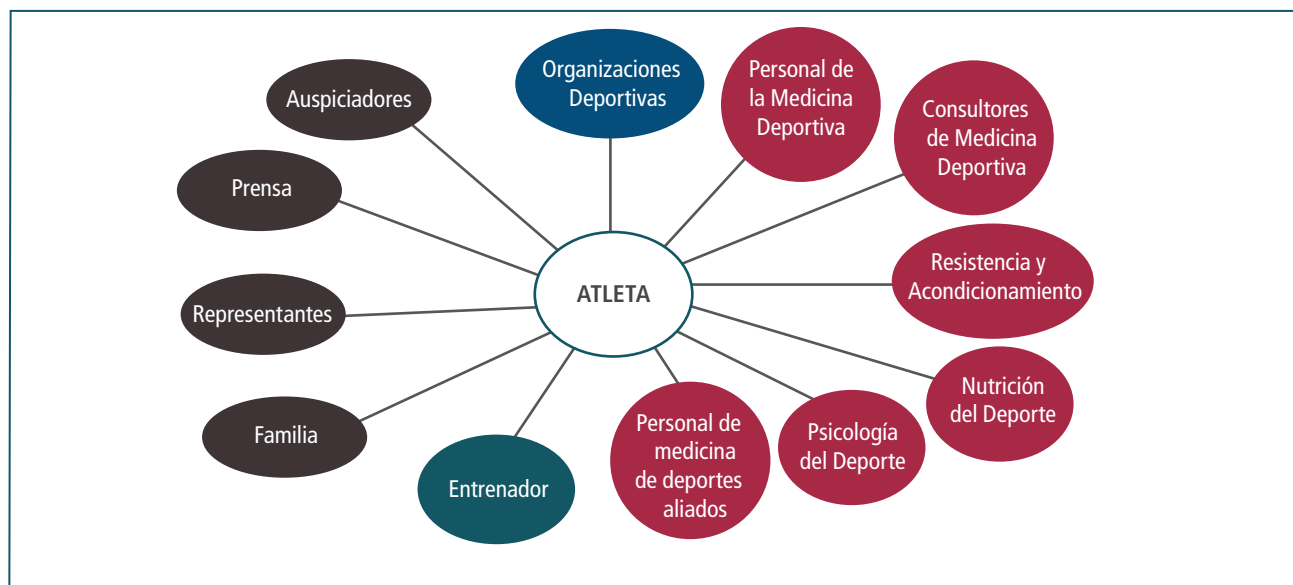 Organizaciones
Deportivas
Personal de
la Medicina
Deportiva
Auspiciadores
Consultores
de Medicina
Deportiva
Prensa
Resistencia y
Acondicionamiento
ATLETA
Representantes
Nutrición
del Deporte
Familia
Personal de
medicina
de deportes
aliados
Psicología
del Deporte
Entrenador